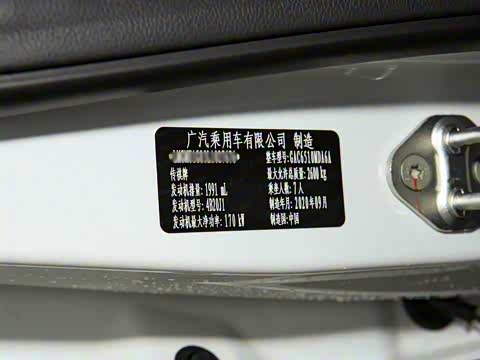 广汽乘用车有限公司 制造
整车型号:GAC6510MDA6A
传祺牌 最大允许总质量:2600 kg
发动机排量:1991 mL 乘坐人数:7人
发动机型号:4B20J1 制造年月:2020年09月
发动机最大净功率:170 kW 制造国:中国